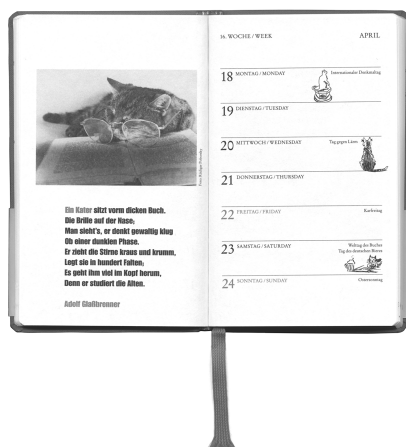 Ein Kater sitzt vorm dicken Buch.
Die Brille auf der Nase;
Man sieht's, er denkt gewaltig klug
Ob einer dunklen Phase.
Er zieht die Stirne kraus und krumm,
Legt sie in hundert Falten;
Es geht ihm viel im Kopf herum,
Denn er studiert die Alten.
Adolf Glaßbrenner
16. WOCHE / WEEK
APRIL
18 MONTAG / MONDAY
Internationaler Denkmaltag
19 DIENSTAG / TUESDAY
20 MITTWOCH / WEDNESDAY
Tag gegen Lärm
21 DONNERSTAG / THURSDAY
22 FREITAG / FRIDAY
Karfreitag
23 SAMSTAG / SATURDAY
Welttag des Buches
Tag des deutschen Bieres
24 SONNTAG / SUNDAY
Ostersonntag